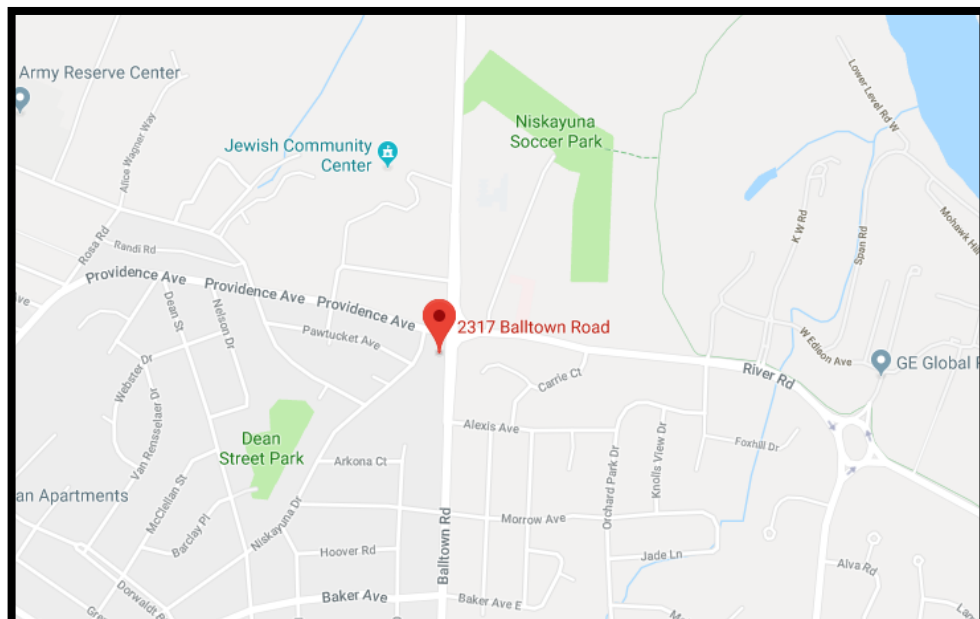 Army Reserve Center
Alice Wagner Way
Jewish Community
Center
Niskayuna
Soccer Park
Lower Level Rd W
Mohawk Hill
K W Rd
Span Rd
Rosa Rd
Randi Rd
Providence Ave
Providence Ave
Providence Ave
Ave
Dean St
Nelson Dr
Pawtucket Ave
2317 Balltown Road
W Edison Ave
GE Global R
River Rd
Webster Dr
Carrie Ct
Van Rensselaer Dr
Dean
Street Park
Alexis Ave
Orchard Park Dr
Knolls View Dr
Foxhill Dr
Arkona Ct
an Apartments
McClellan St
Barclay Pl
Niskayuna Dr
Balltown Rd
Morrow Ave
Hoover Rd
Jade Ln
Alva Rd
Dorwaldt B
Baker Ave
Baker Ave E